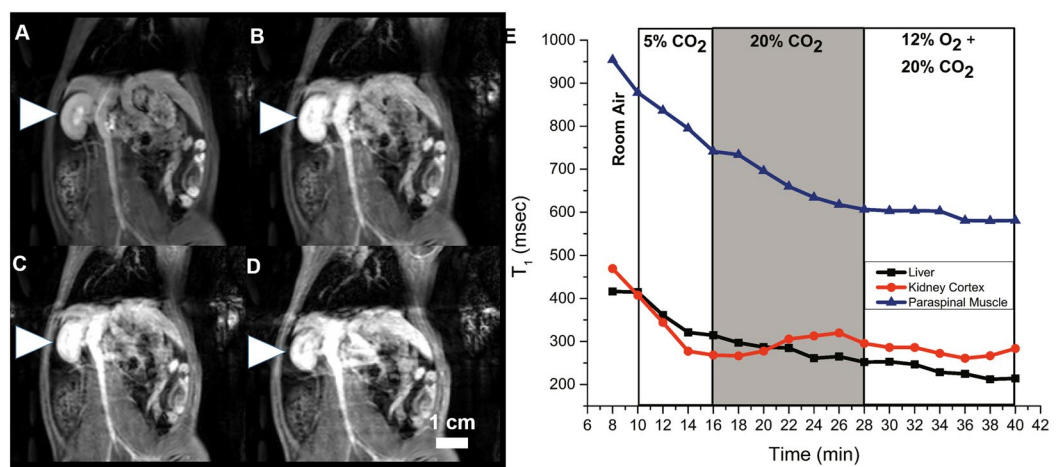 A
B
C
D
1 cm
E
5% CO2
20% CO2
12% O2 +
20% CO2
Room Air
T1 (msec)
1000
900
800
700
600
500
400
300
200
Liver
Kidney Cortex
Paraspinal Muscle
6 8 10 12 14 16 18 20 22 24 26 28 30 32 34 36 38 40 42
Time (min)